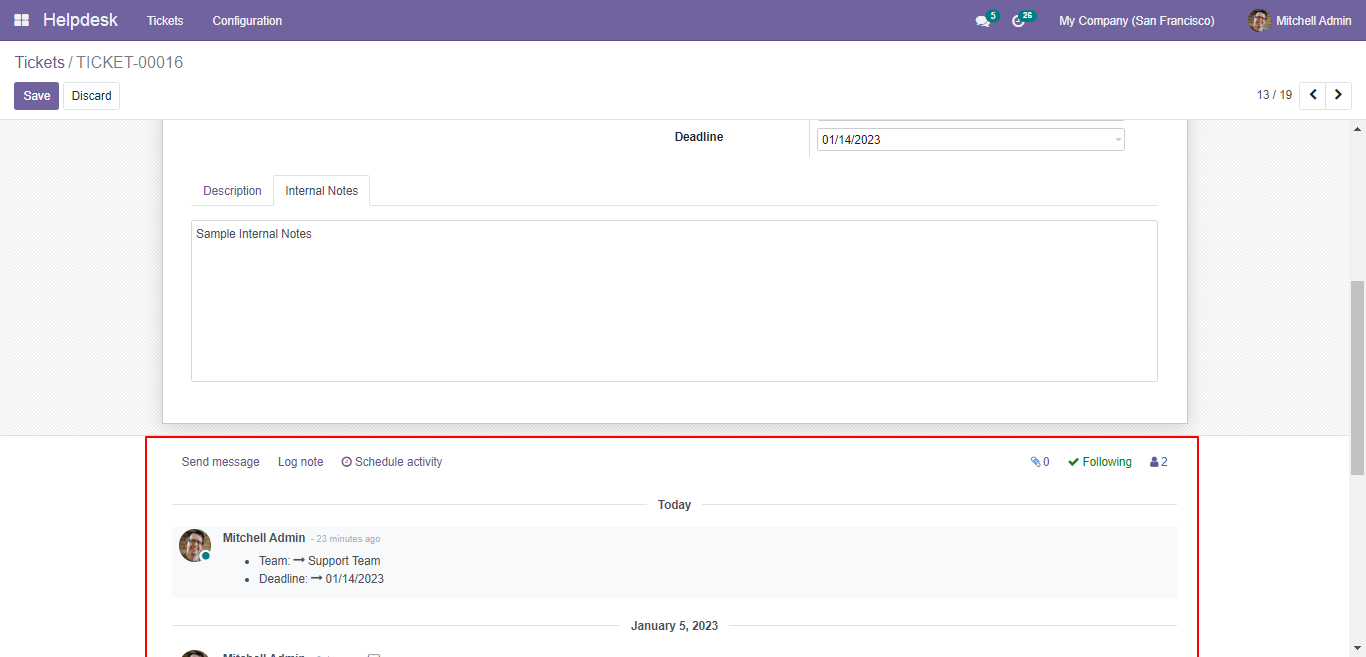 Helpdesk Tickets Configuration 5 26 My Company (San Francisco) Mitchell Admin
Tickets / TICKET-00016
Save Discard 13 / 19
Deadline 01/14/2023
Description Internal Notes
Sample Internal Notes
Send message Log note Schedule activity 0 Following 2
Today
Mitchell Admin - 23 minutes ago
Team: → Support Team
Deadline: → 01/14/2023
January 5, 2023
Mitchell Admin